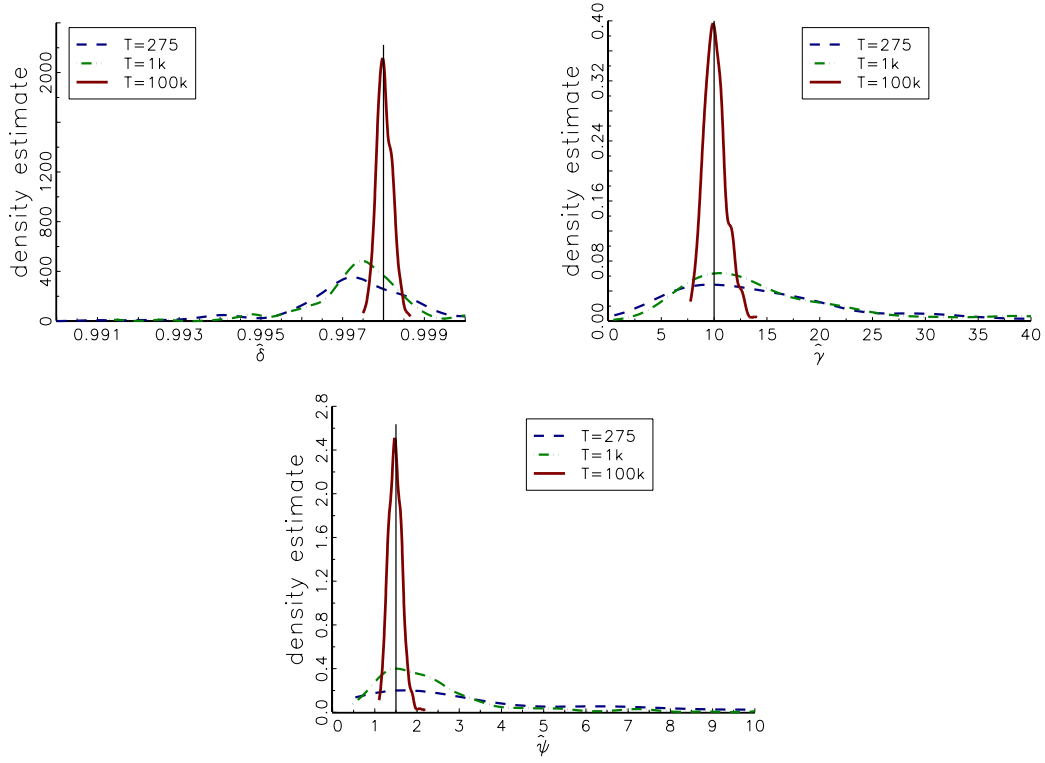 density estimate
2000
1600
1200
800
400
0
T=275
T=1k
T=100k
0.991
0.993
0.995
0.997
0.999
δ̂
density estimate
0.40
0.32
0.24
0.16
0.08
0.00
T=275
T=1k
T=100k
0 5 10 15 20 25 30 35 40
γ̂
density estimate
2.8
2.4
2.0
1.6
1.2
0.8
0.4
0.0
T=275
T=1k
T=100k
0 1 2 3 4 5 6 7 8 9 10
ψ̂